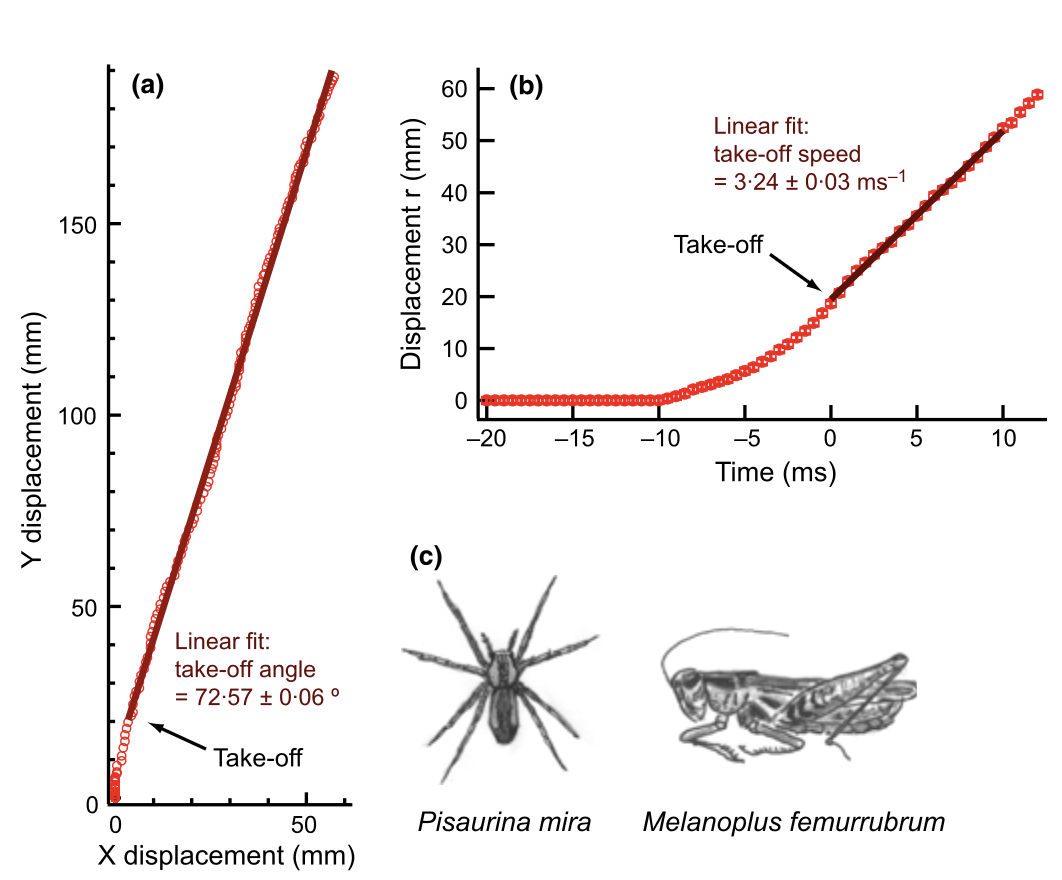 (a)
Y displacement (mm)
150
100
50
0
0
50
X displacement (mm)
Linear fit:
take-off angle
= 72·57 ± 0·06 º
Take-off
(b)
Displacement r (mm)
60
50
40
30
20
10
0
–20
–15
–10
–5
0
5
10
Time (ms)
Linear fit:
take-off speed
= 3·24 ± 0·03 ms–1
Take-off
(c)
Pisaurina mira
Melanoplus femurrubrum